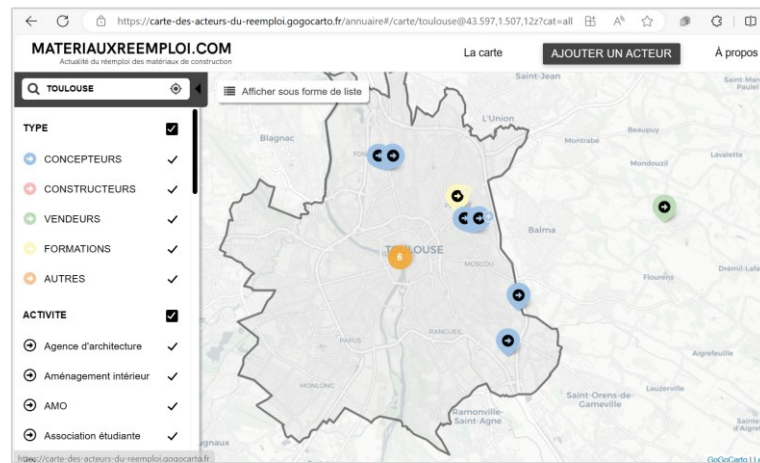 https://carte-des-acteurs-du-reemploi.gogocarto.fr/annuaire#/carte/toulouse@43.597,1.507,12z?cat=all
MATERIAUXREEMPLOI.COM
Actualité du réemploi des matériaux de construction
La carte
AJOUTER UN ACTEUR
À propos
TOULOUSE
Afficher sous forme de liste
TYPE
CONCEPTEURS
CONSTRUCTEURS
VENDEURS
FORMATIONS
AUTRES
ACTIVITE
Agence d'architecture
Aménagement intérieur
AMO
Association étudiante
https://carte-des-acteurs-du-reemploi.gogocarto.fr
Saint-Jean
L'Union
Blagnac
Montrabé
Beaupuy
Lavalette
Mondouzil
Balma
TOULOUSE
6
MOSCOU
Flourens
RANGUEIL
PAPUS
MONLONG
Aigrefeuille
Lauzerville
Saint-Orens-de-
Gameville
Ramonville-
Saint-Agne
GoGoCarto